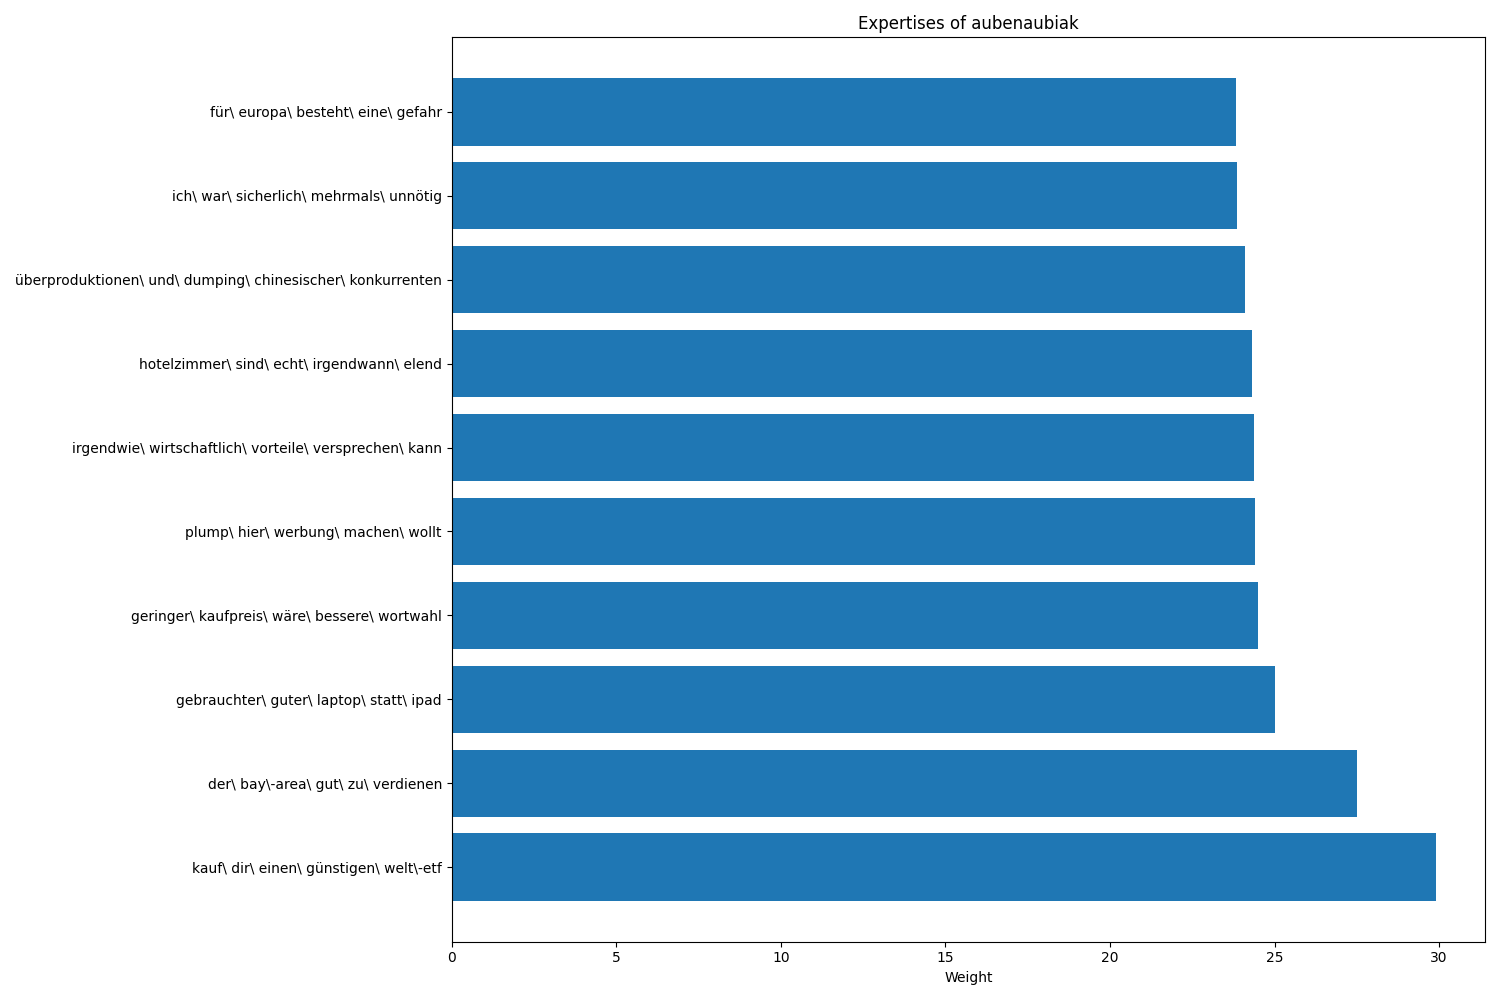 Expertises of aubenaubiak
für\ europa\ besteht\ eine\ gefahr
ich\ war\ sicherlich\ mehrmals\ unnötig
überproduktionen\ und\ dumping\ chinesischer\ konkurrenten
hotelzimmer\ sind\ echt\ irgendwann\ elend
irgendwie\ wirtschaftlich\ vorteile\ versprechen\ kann
plump\ hier\ werbung\ machen\ wollt
geringer\ kaufpreis\ wäre\ bessere\ wortwahl
gebrauchter\ guter\ laptop\ statt\ ipad
der\ bay\-area\ gut\ zu\ verdienen
kauf\ dir\ einen\ günstigen\ welt\-etf
0 5 10 15 20 25 30
Weight